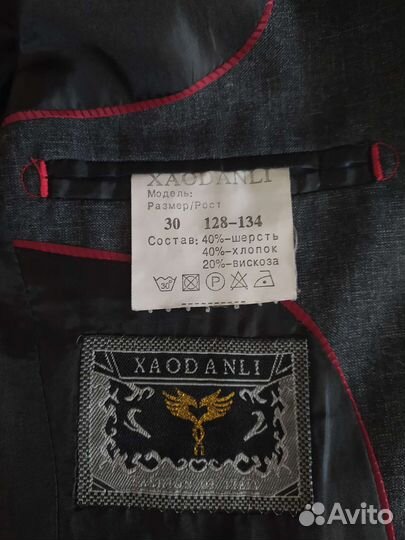 XAODANLI
Модель:
Размер/Рост
30 128-134
Состав: 40%-шерсть
40%-хлопок
20%-вискоза
30°
P
XAODANLI
Avito